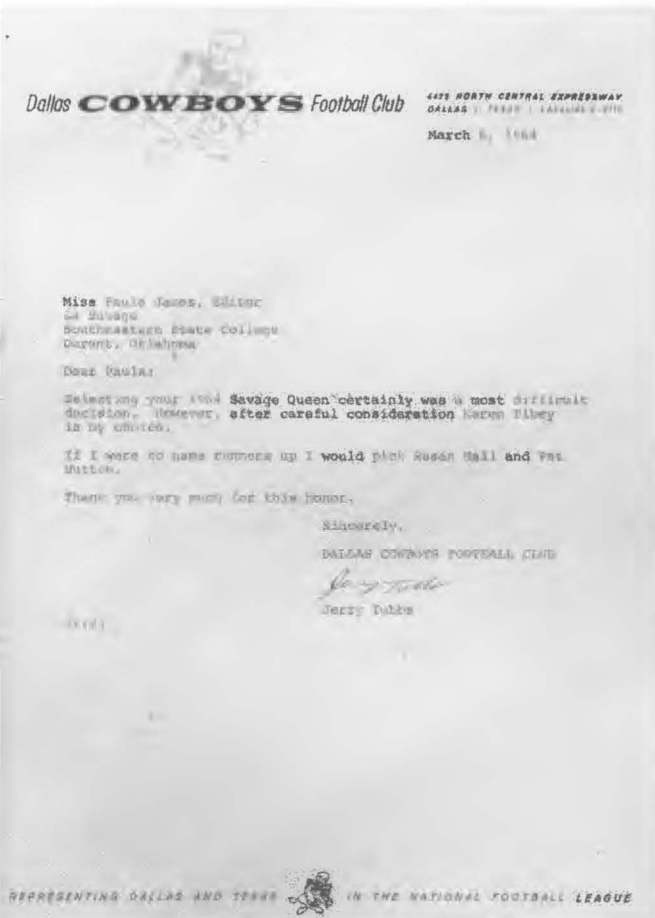 Dallas COWBOYS Football Club
NORTH CENTRAL EXPRESSWAY
DALLAS
March 6, 1964
Miss Paula James, Editor
Southeastern State College
Durant, Oklahoma
Dear Paula:
Selecting your 1964 Savage Queen certainly was a most difficult
decision. However, after careful consideration Karen
is my choice.
If I were to name runners up I would pick Susan Hall and Pat
Thank you very much for this honor.
Sincerely,
DALLAS COWBOYS FOOTBALL CLUB
Jerry Tubbs
Jerry Tubbs
REPRESENTING DALLAS AND TEXAS IN THE NATIONAL FOOTBALL LEAGUE